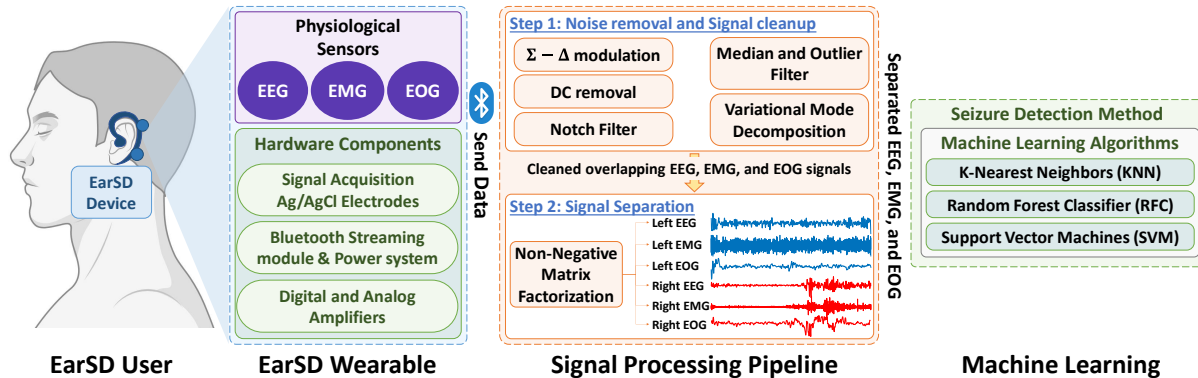 EarSD
Device
Physiological
Sensors
EEG
EMG
EOG
Hardware Components
Signal Acquisition
Ag/AgCl Electrodes
Bluetooth Streaming
module & Power system
Digital and Analog
Amplifiers
Send Data
Step 1: Noise removal and Signal cleanup
Σ − Δ modulation
DC removal
Notch Filter
Median and Outlier
Filter
Variational Mode
Decomposition
Cleaned overlapping EEG, EMG, and EOG signals
Step 2: Signal Separation
Non-Negative
Matrix
Factorization
Left EEG
Left EMG
Left EOG
Right EEG
Right EMG
Right EOG
Separated EEG, EMG, and EOG
Seizure Detection Method
Machine Learning Algorithms
K-Nearest Neighbors (KNN)
Random Forest Classifier (RFC)
Support Vector Machines (SVM)
EarSD User
EarSD Wearable
Signal Processing Pipeline
Machine Learning